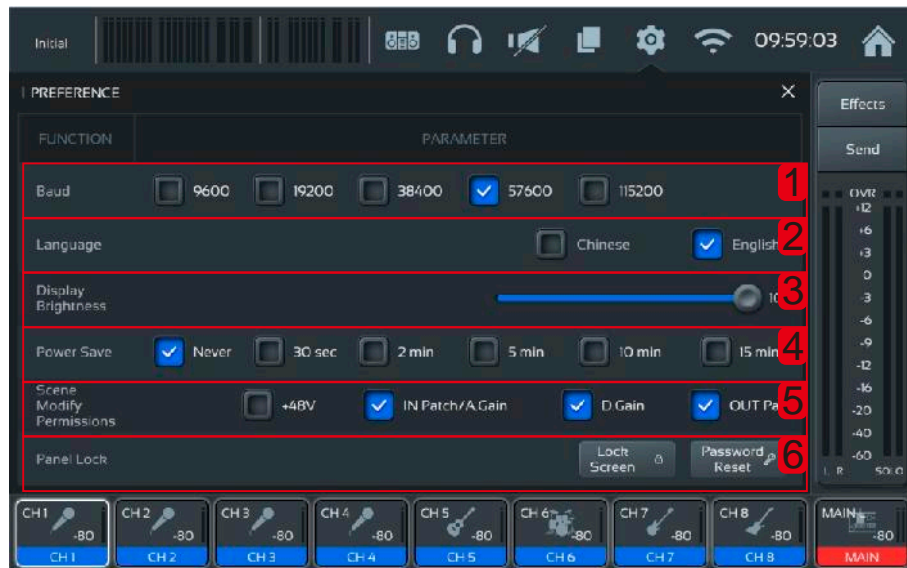 Initial 09:59:03
PREFERENCE
Effects
FUNCTION PARAMETER
Send
Baud 9600 19200 38400 57600 115200 1
Language Chinese English 2
Display
Brightness 3
Power Save Never 30 sec 2 min 5 min 10 min 15 min 4
Scene
Modify
Permissions
+48V IN Patch/A.Gain D.Gain OUT Pa 5
Panel Lock Lock
Screen
Password
Reset 6
OVR
+12
+6
+3
0
-3
-6
-9
-12
-16
-20
-40
-60
L R SOLO
CH 1 -80 CH 1
CH 2 -80 CH 2
CH 3 -80 CH 3
CH 4 -80 CH 4
CH 5 -80 CH 5
CH 6 -80 CH 6
CH 7 -80 CH 7
CH 8 -80 CH 8
MAIN -80 MAIN